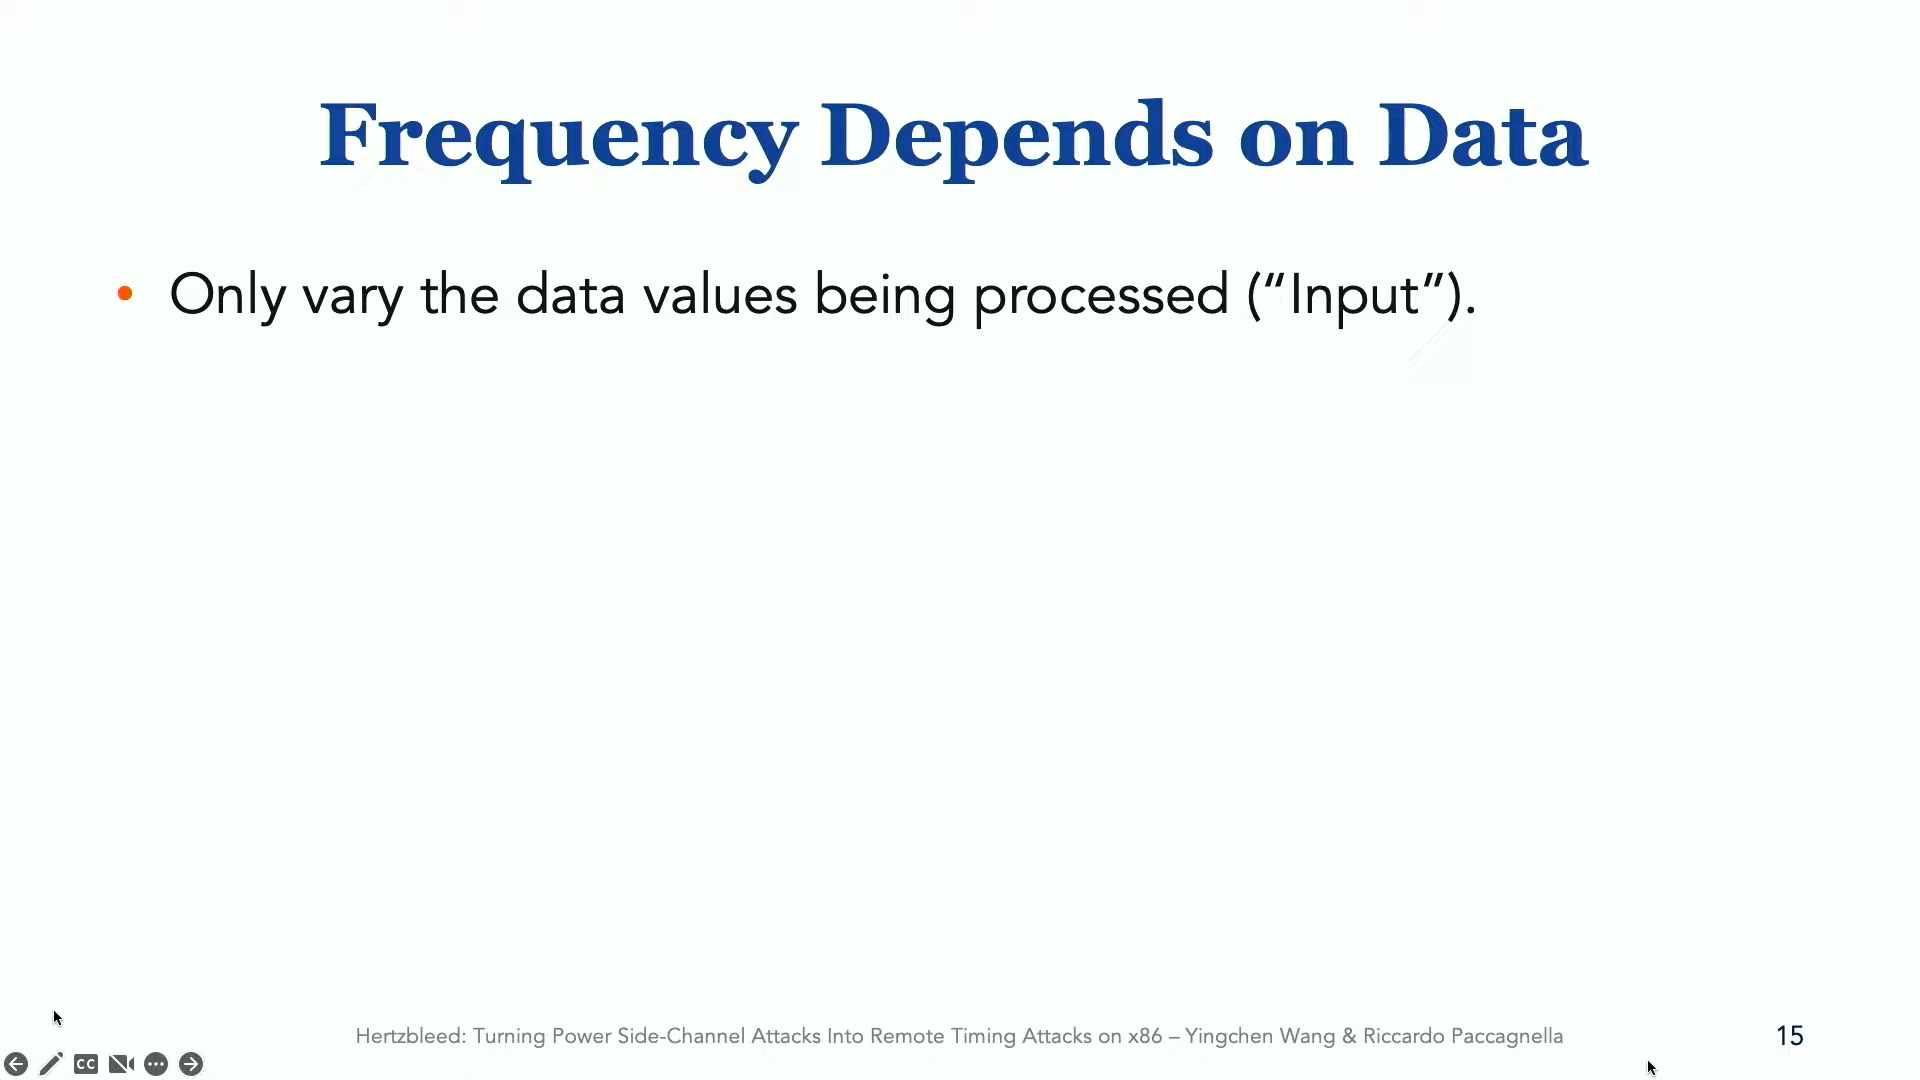 Frequency Depends on Data
• Only vary the data values being processed (“Input”).
Hertzbleed: Turning Power Side-Channel Attacks Into Remote Timing Attacks on x86 – Yingchen Wang & Riccardo Paccagnella
15
CC